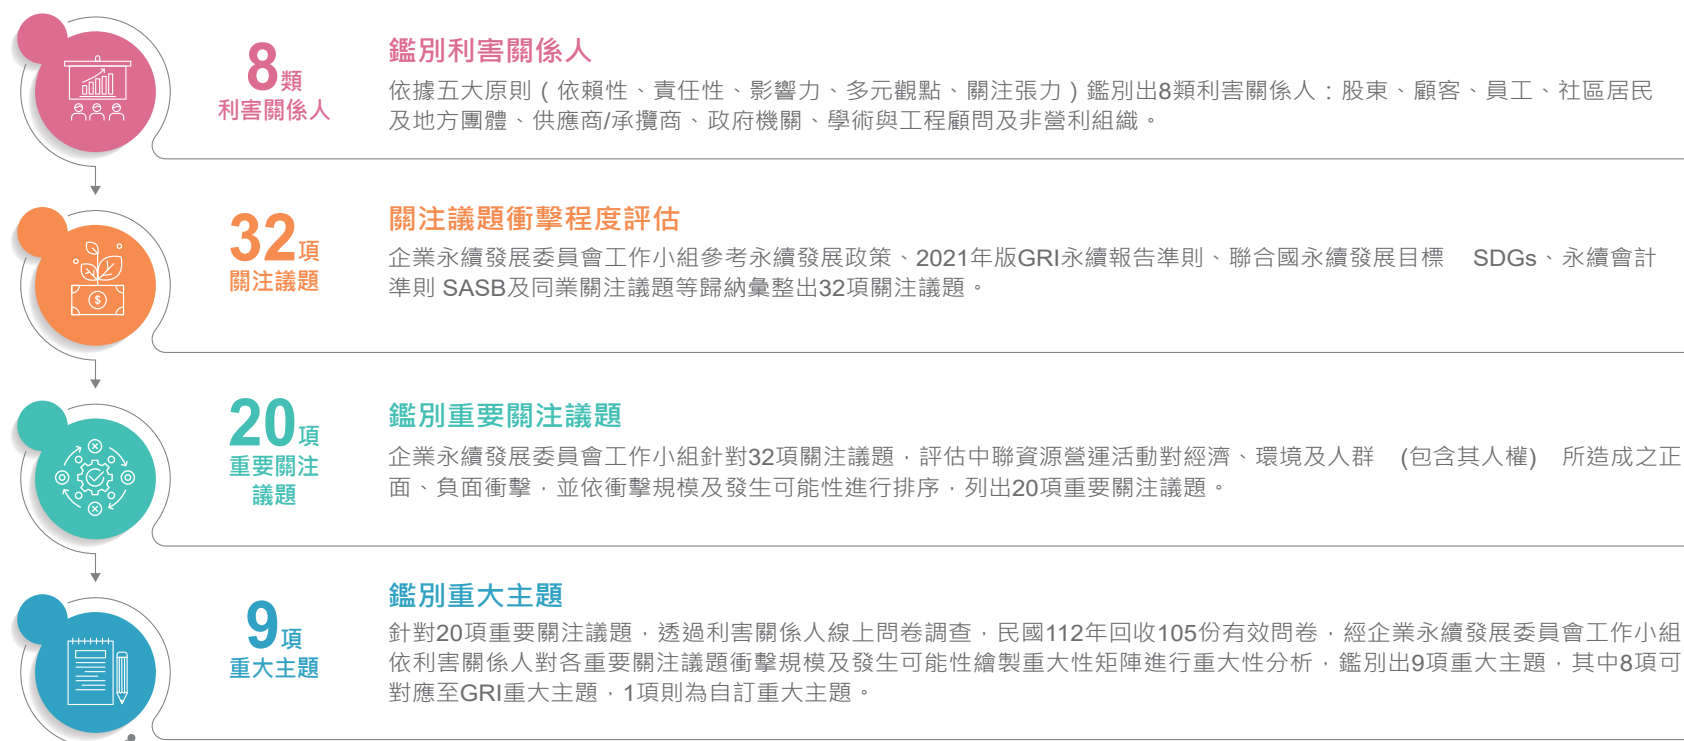 8類
利害關係人
鑑別利害關係人
依據五大原則(依賴性、責任性、影響力、多元觀點、關注張力)鑑別出8類利害關係人:股東、顧客、員工、社區居民
及地方團體、供應商/承攬商、政府機關、學術與工程顧問及非營利組織。
32項
關注議題
關注議題衝擊程度評估
企業永續發展委員會工作小組參考永續發展政策、2021年版GRI永續報告準則、聯合國永續發展目標 SDGs、永續會計
準則 SASB及同業關注議題等歸納彙整出32項關注議題。
20項
重要關注
議題
鑑別重要關注議題
企業永續發展委員會工作小組針對32項關注議題,評估中聯資源營運活動對經濟、環境及人群 (包含其人權) 所造成之正
面、負面衝擊,並依衝擊規模及發生可能性進行排序,列出20項重要關注議題。
9項
重大主題
鑑別重大主題
針對20項重要關注議題,透過利害關係人線上問卷調查,民國112年回收105份有效問卷,經企業永續發展委員會工作小組
依利害關係人對各重要關注議題衝擊規模及發生可能性繪製重大性矩陣進行重大性分析,鑑別出9項重大主題,其中8項可
對應至GRI重大主題,1項則為自訂重大主題。